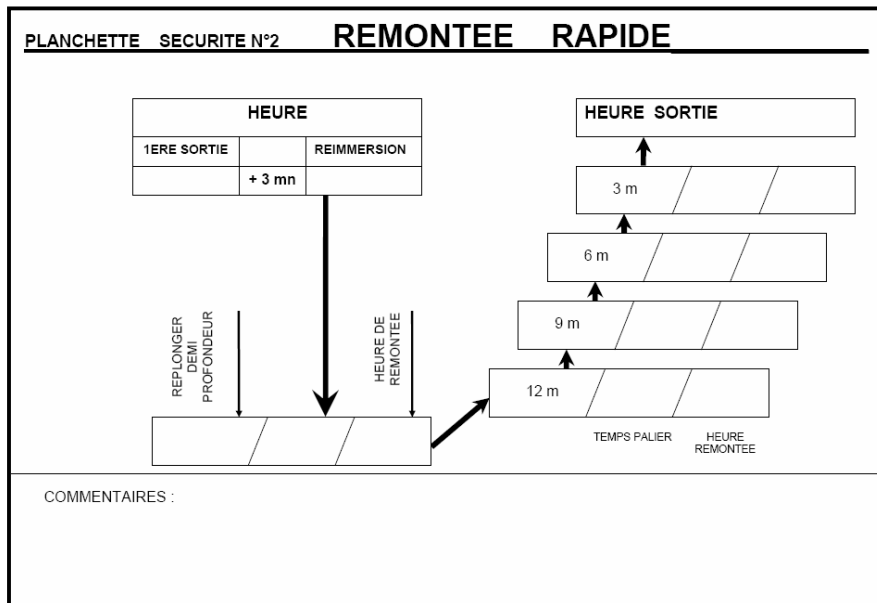 PLANCHETTE SECURITE N°2 REMONTEE RAPIDE
HEURE
1ERE SORTIE REIMMERSION
+ 3 mn
REPLONGER
DEMI
PROFONDEUR
HEURE DE
REMONTEE
HEURE SORTIE
3 m
6 m
9 m
12 m
TEMPS PALIER HEURE
REMONTEE
COMMENTAIRES :